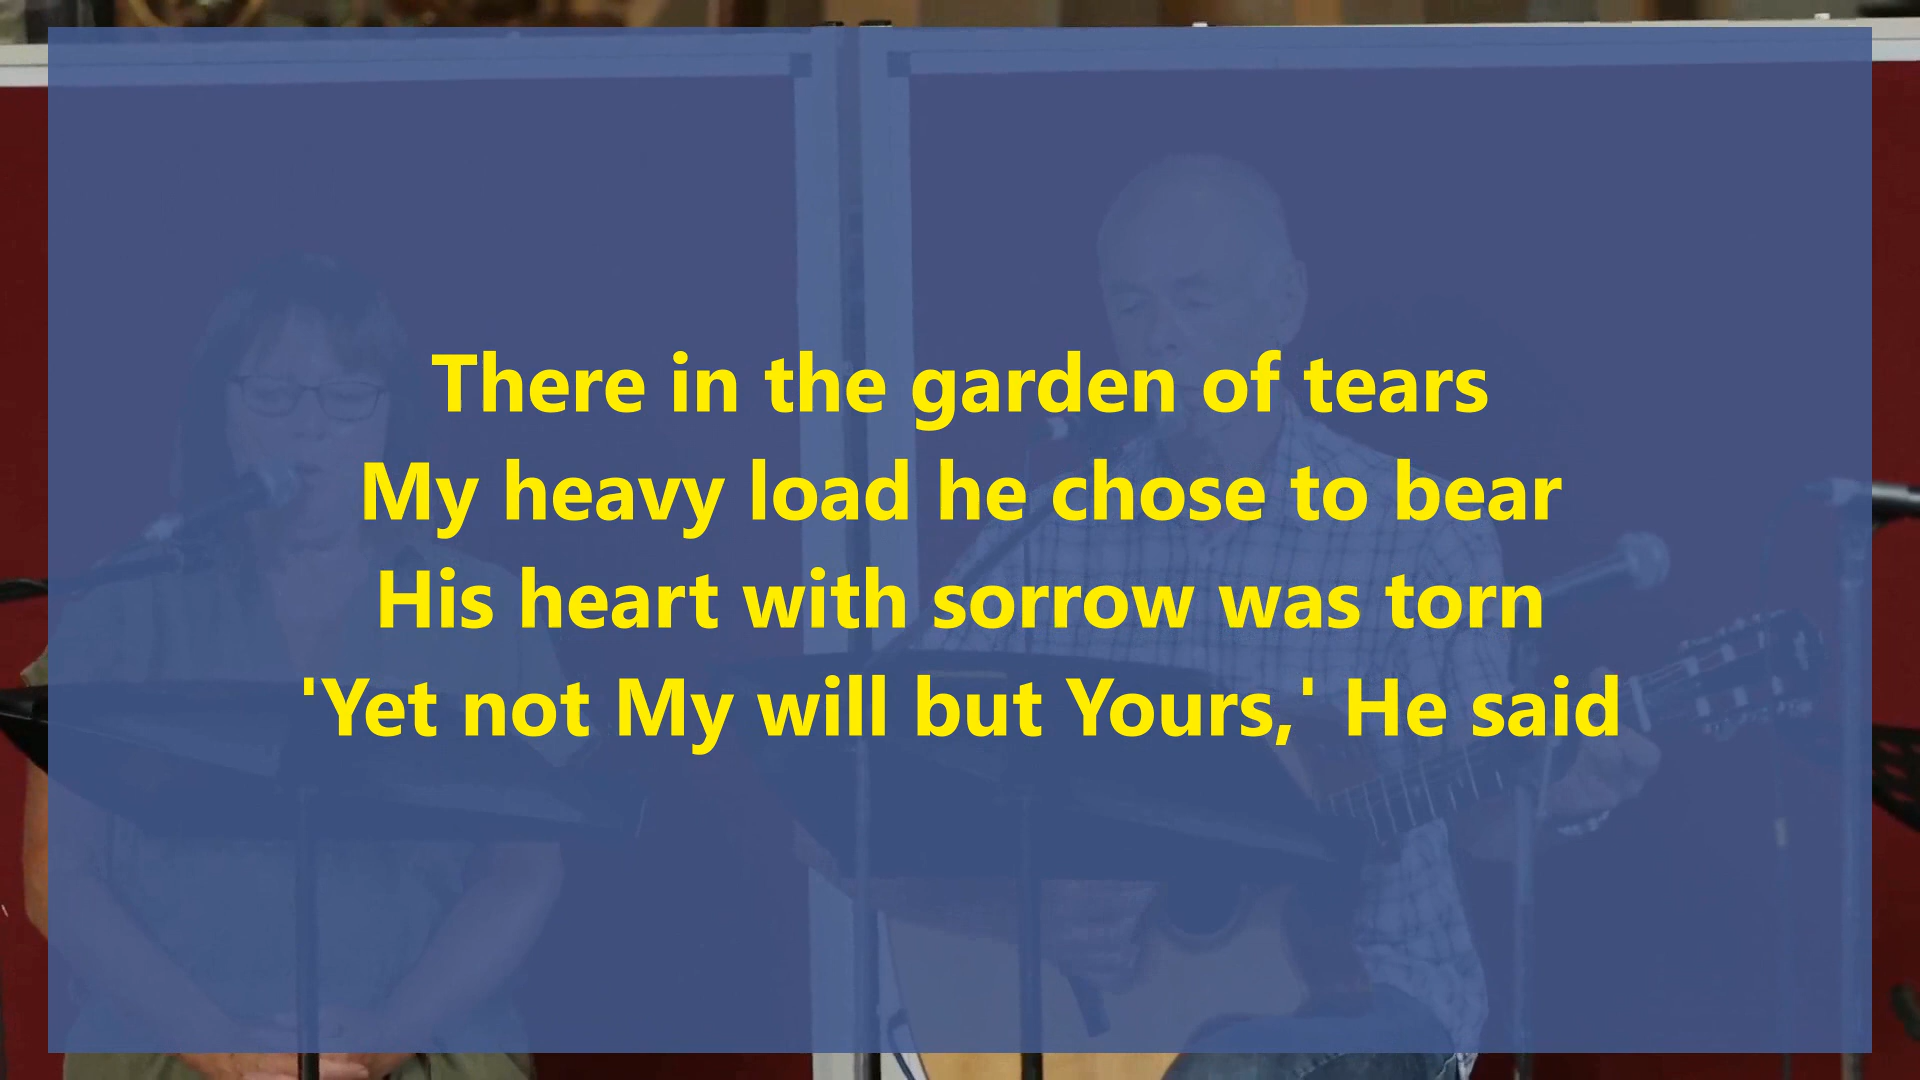 There in the garden of tears
My heavy load he chose to bear
His heart with sorrow was torn
'Yet not My will but Yours,' He said